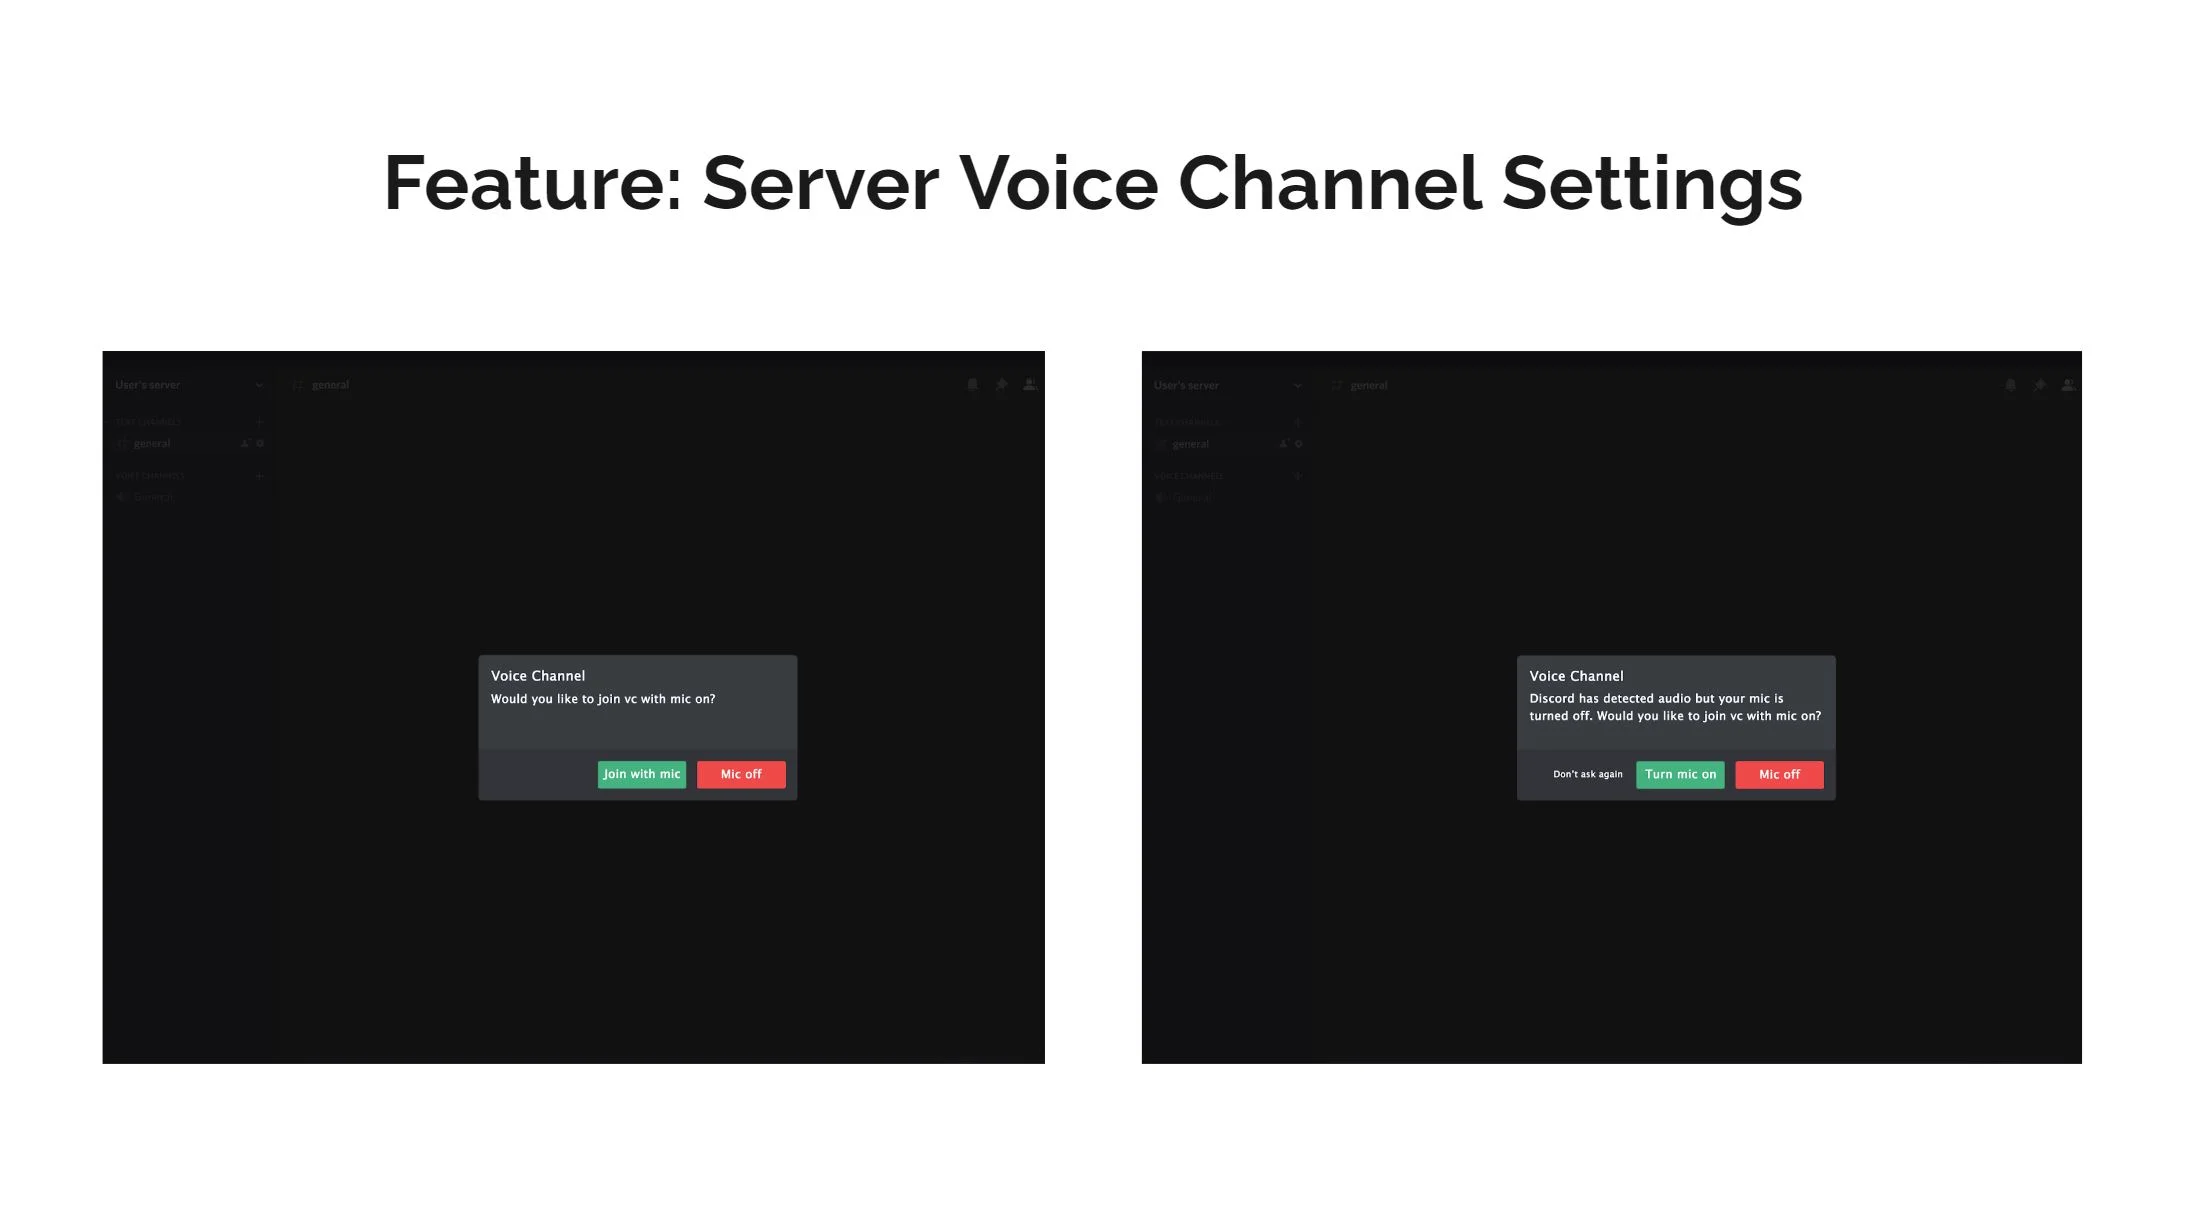 Feature: Server Voice Channel Settings
User's server
general
TEXT CHANNELS
general
VOICE CHANNELS
General
Voice Channel
Would you like to join vc with mic on?
Join with mic
Mic off
User's server
general
TEXT CHANNELS
general
VOICE CHANNELS
General
Voice Channel
Discord has detected audio but your mic is
turned off. Would you like to join vc with mic on?
Don't ask again
Turn mic on
Mic off